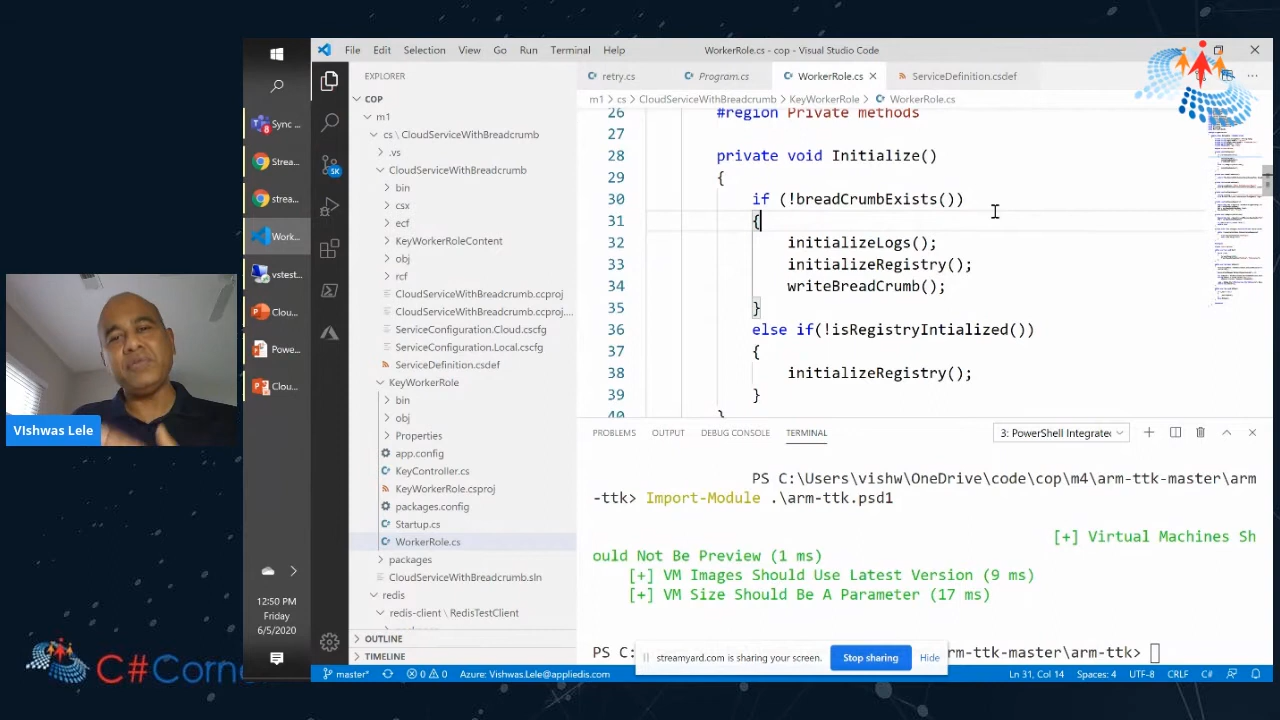 File Edit Selection View Go Run Terminal Help
WorkerRole.cs - cop - Visual Studio Code
EXPLORER
retry.cs
Program.cs
WorkerRole.cs
ServiceDefinition.csdef
m1 > cs > CloudServiceWithBreadcrumb > KeyWorkerRole > WorkerRole.cs
COP
m1
cs \ CloudServiceWithBreadcrumb
.vs
CloudServiceWithBreadcrumb
bin
csx
ecf
KeyWorkerRoleContent
obj
rcf
CloudServiceWithBreadcrumb.ccproj
CloudServiceWithBreadcrumb.ccproj....
ServiceConfiguration.Cloud.cscfg
ServiceConfiguration.Local.cscfg
ServiceDefinition.csdef
KeyWorkerRole
bin
obj
Properties
app.config
KeyController.cs
KeyWorkerRole.csproj
packages.config
Startup.cs
WorkerRole.cs
packages
CloudServiceWithBreadcrumb.sln
redis
redis-client \ RedisTestClient
OUTLINE
TIMELINE
26 #region Private methods
27
28 private void Initialize()
29 {
30 if (!breadCrumbExists())
31 {
32 initializeLogs();
33 initializeRegistry();
34 writeBreadCrumb();
35 }
36 else if(!isRegistryIntialized())
37 {
38 initializeRegistry();
39 }
40 }
PROBLEMS OUTPUT DEBUG CONSOLE TERMINAL
3: PowerShell Integrate
PS C:\Users\vishw\OneDrive\code\cop\m4\arm-ttk-master\arm
-ttk> Import-Module .\arm-ttk.psd1
[+] Virtual Machines Sh
ould Not Be Preview (1 ms)
[+] VM Images Should Use Latest Version (9 ms)
[+] VM Size Should Be A Parameter (17 ms)
PS C:
rm-ttk-master\arm-ttk>
streamyard.com is sharing your screen.
Stop sharing
Hide
master*
0
0
Azure: Vishwas.Lele@appliedis.com
Ln 31, Col 14
Spaces: 4
UTF-8
CRLF
C#
Sync ...
8
Strea...
strea...
Work...
vstest...
Clou...
Powe...
Clou...
12:50 PM
Friday
6/5/2020
SK
VIshwas Lele
C#Corne